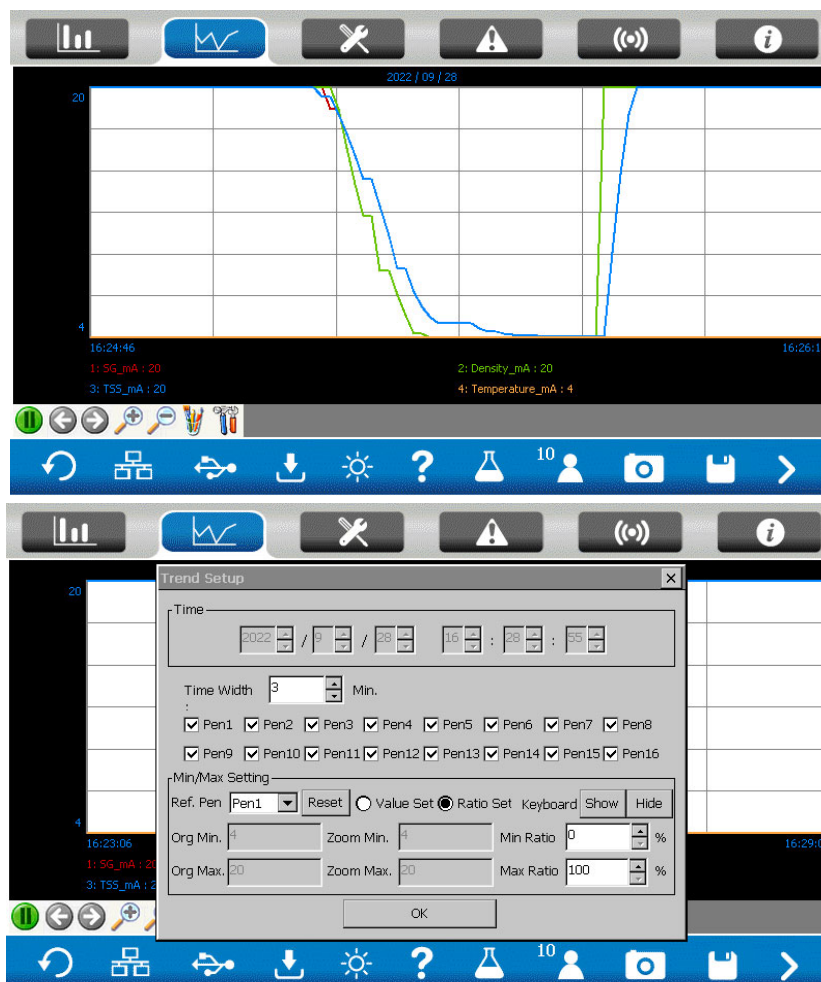 2022 / 09 / 28
20
4
16:24:46
16:26:1
1: SG_mA : 20
2: Density_mA : 20
3: TSS_mA : 20
4: Temperature_mA : 4
10
Trend Setup
20
Time
2022 / 9 / 28 16 : 28 : 55
Time Width 3 Min.
:
Pen1 Pen2 Pen3 Pen4 Pen5 Pen6 Pen7 Pen8
Pen9 Pen10 Pen11 Pen12 Pen13 Pen14 Pen15 Pen16
Min/Max Setting
Ref. Pen Pen1 Reset Value Set Ratio Set Keyboard Show Hide
4
Org Min. 4 Zoom Min. 4 Min Ratio 0 %
16:23:06
16:29:0
1: SG_mA : 20
Org Max. 20 Zoom Max. 20 Max Ratio 100 %
3: TSS_mA : 2
OK
10